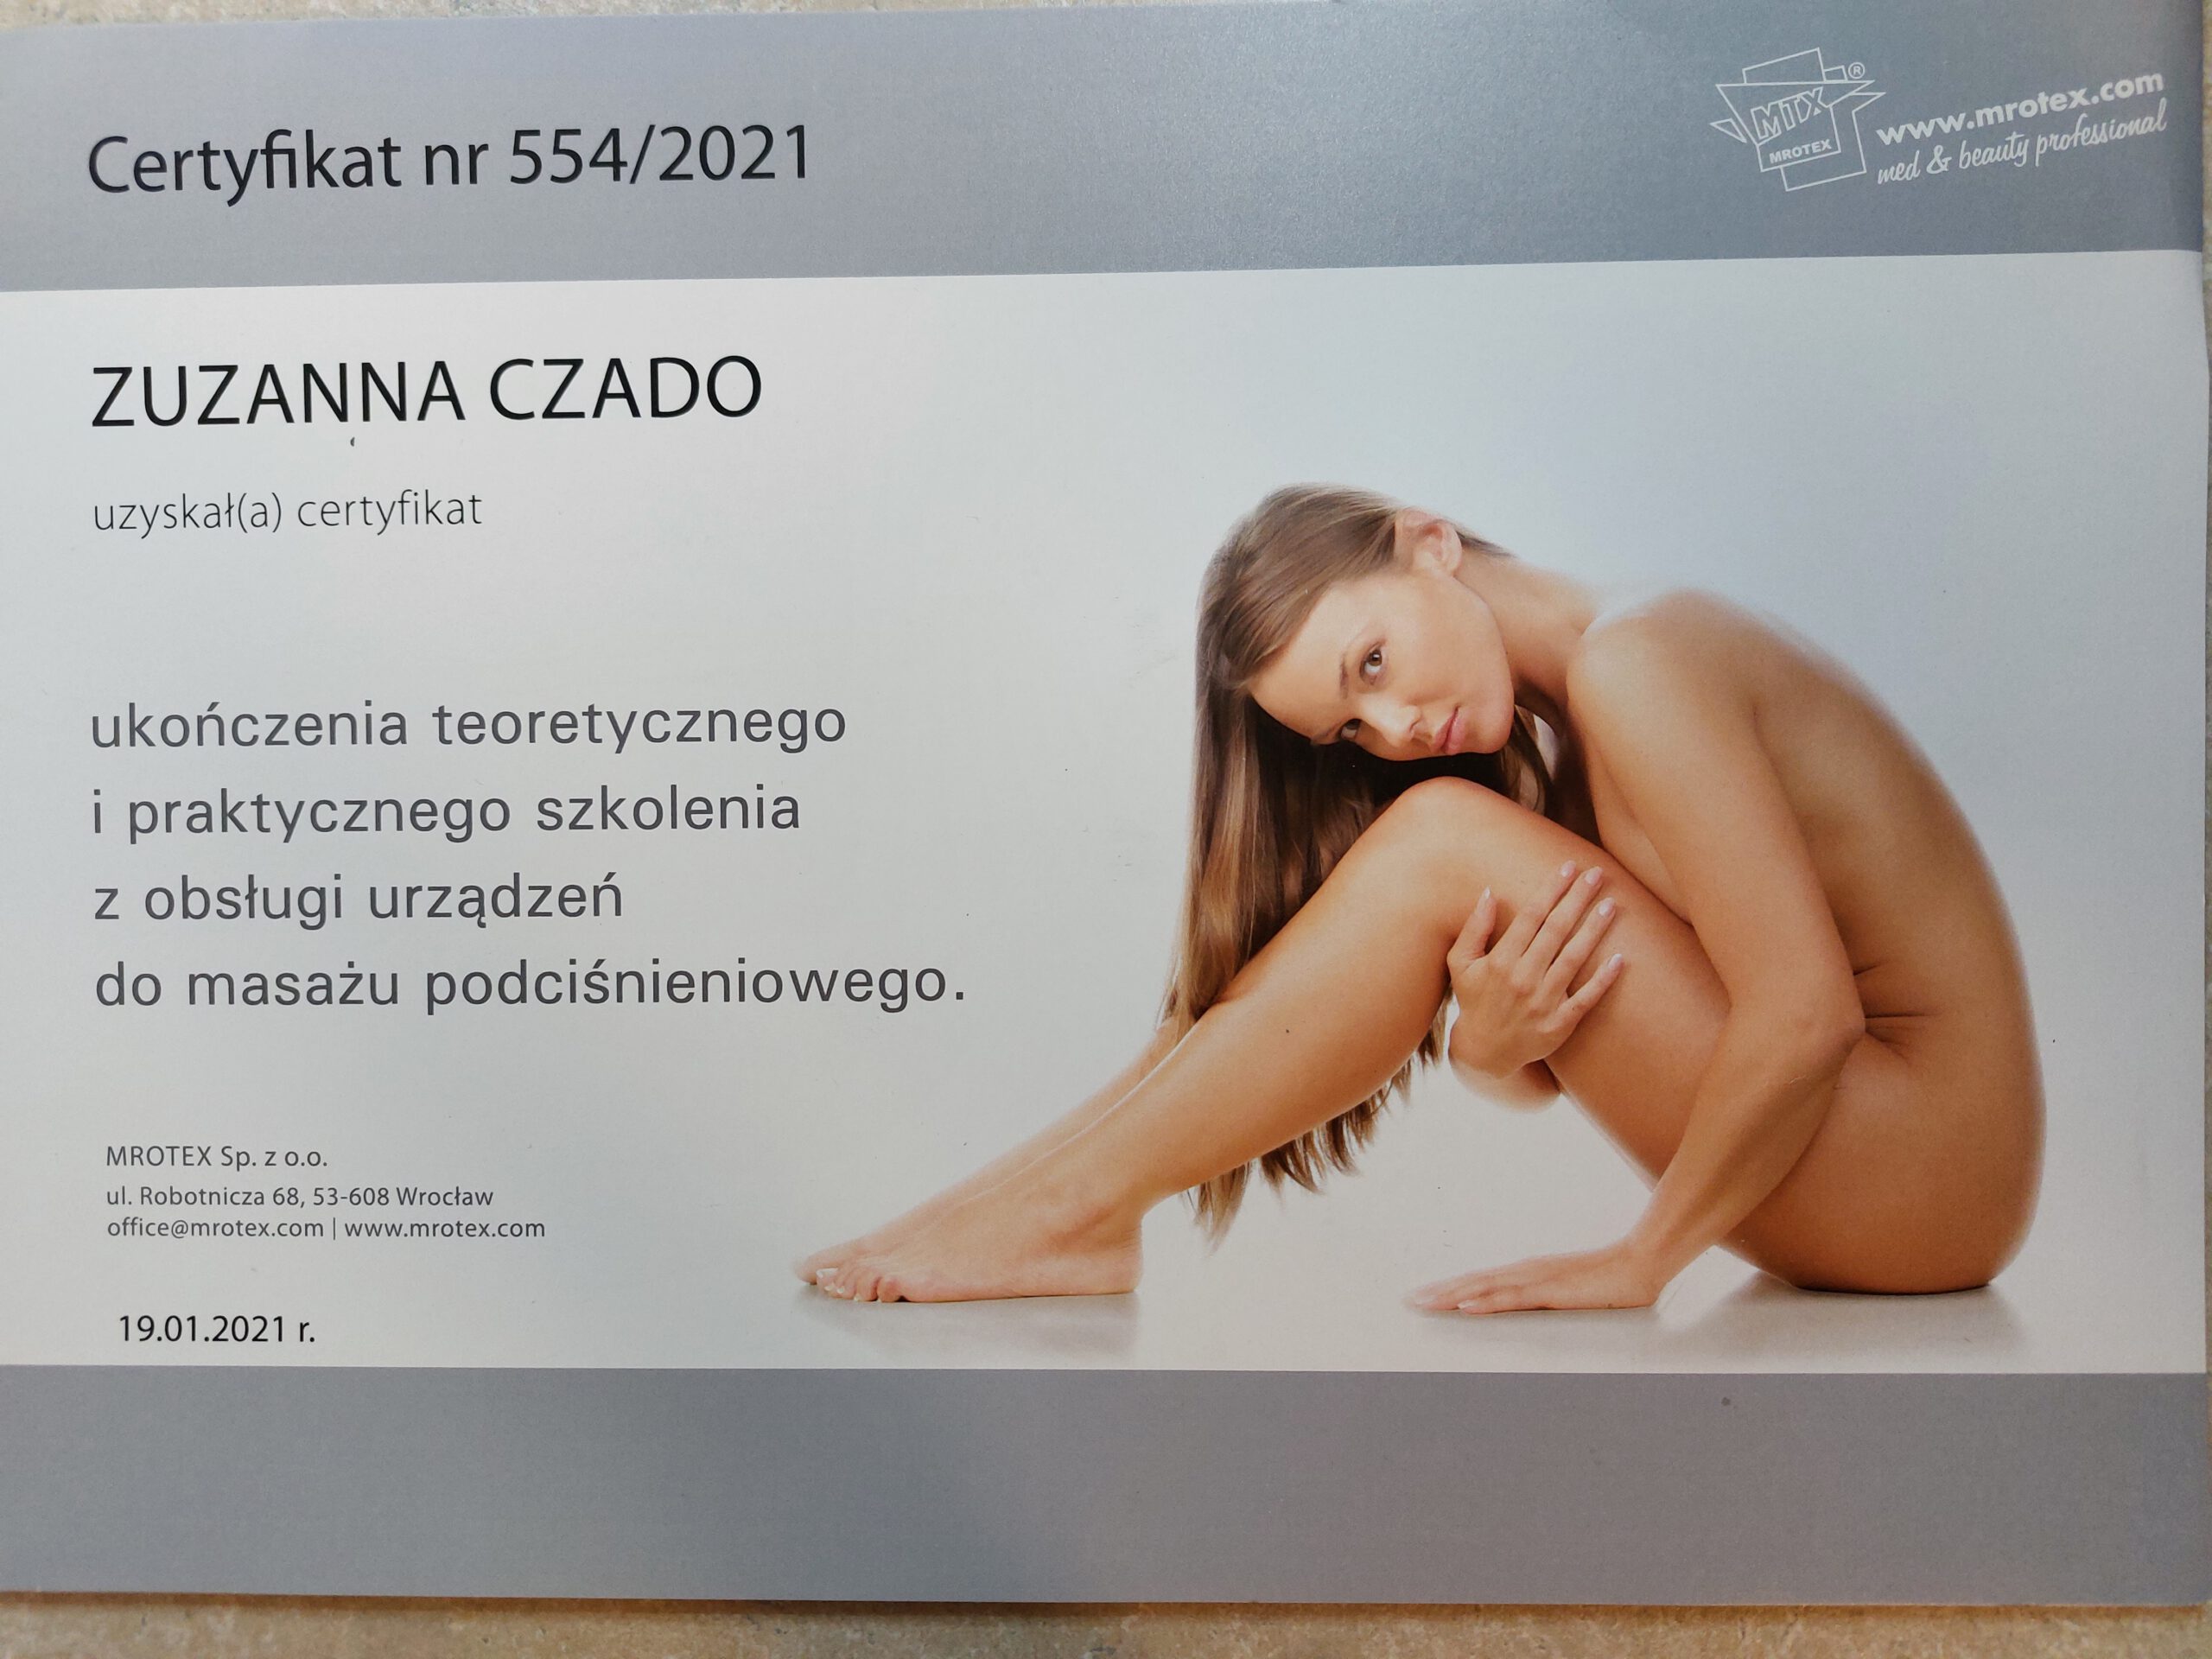 Certyfikat nr 554/2021
MTX
®
MROTEX
www.mrotex.com
med & beauty professional
ZUZANNA CZADO
uzyskał(a) certyfikat
ukończenia teoretycznego
i praktycznego szkolenia
z obsługi urządzeń
do masażu podciśnieniowego.
MROTEX Sp. z o.o.
ul. Robotnicza 68, 53-608 Wrocław
office@mrotex.com | www.mrotex.com
19.01.2021 r.